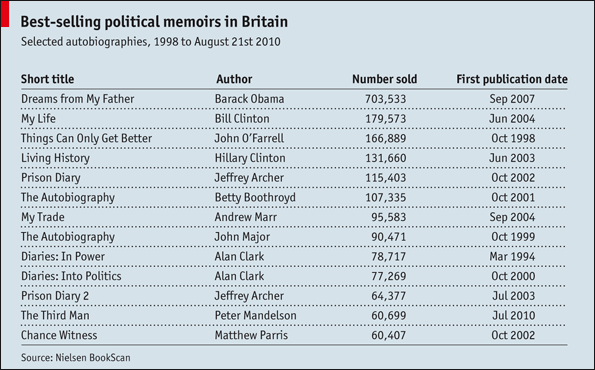 Best-selling political memoirs in Britain
Selected autobiographies, 1998 to August 21st 2010
Short title Author Number sold First publication date
Dreams from My Father Barack Obama 703,533 Sep 2007
My Life Bill Clinton 179,573 Jun 2004
Things Can Only Get Better John O'Farrell 166,889 Oct 1998
Living History Hillary Clinton 131,660 Jun 2003
Prison Diary Jeffrey Archer 115,403 Oct 2002
The Autobiography Betty Boothroyd 107,335 Oct 2001
My Trade Andrew Marr 95,583 Sep 2004
The Autobiography John Major 90,471 Oct 1999
Diaries: In Power Alan Clark 78,717 Mar 1994
Diaries: Into Politics Alan Clark 77,269 Oct 2000
Prison Diary 2 Jeffrey Archer 64,377 Jul 2003
The Third Man Peter Mandelson 60,699 Jul 2010
Chance Witness Matthew Parris 60,407 Oct 2002
Source: Nielsen BookScan